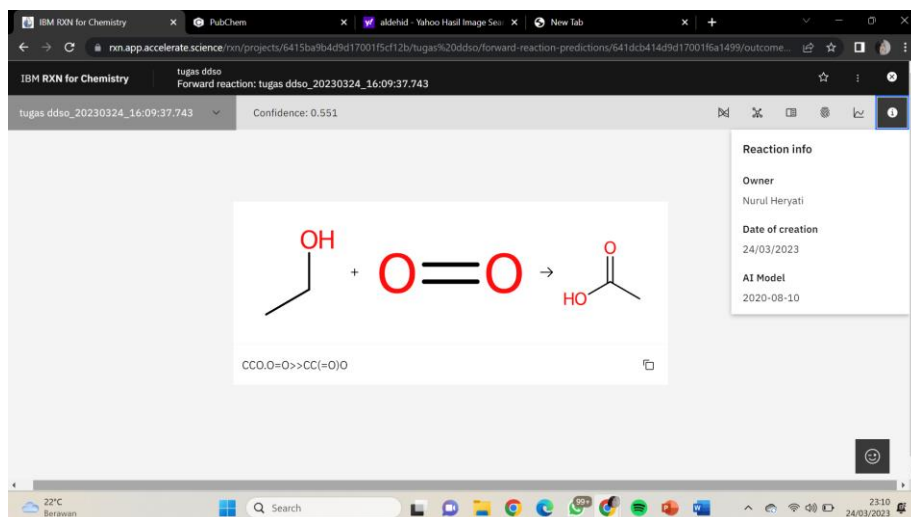 IBM RXN for Chemistry
PubChem
aldehid - Yahoo Hasil Image Sea
New Tab
rxn.app.accelerate.science/rxn/projects/6415ba9b4d9d17001f5cf12b/tugas%20ddso/forward-reaction-predictions/641dcb414d9d17001f6a1499/outcome...
IBM RXN for Chemistry
tugas ddso
Forward reaction: tugas ddso_20230324_16:09:37.743
tugas ddso_20230324_16:09:37.743
Confidence: 0.551
Reaction info
Owner
Nurul Heryati
Date of creation
24/03/2023
AI Model
2020-08-10
OH
+
O
O
→
O
HO
CCO.O=O>>CC(=O)O
22°C
Berawan
Search
99+
23:10
24/03/2023